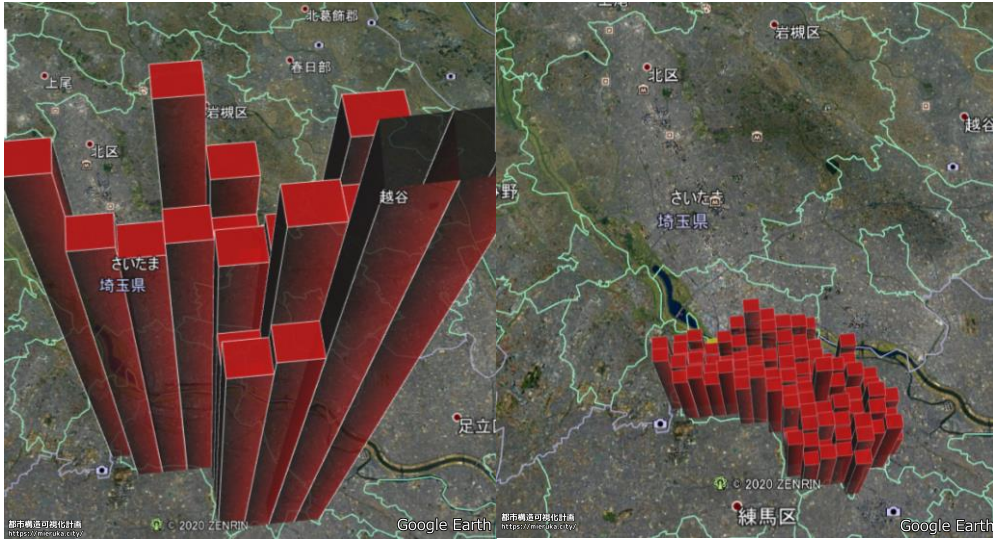 北葛飾郡
上尾
春日部
岩槻区
北区
越谷
さいたま
埼玉県
足立
© 2020 ZENRIN
都市構造可視化計画
https://mieruka.city/
Google Earth
上尾
岩槻区
北区
越谷
野
さいたま
埼玉県
© 2020 ZENRIN
練馬区
都市構造可視化計画
https://mieruka.city/
Google Earth